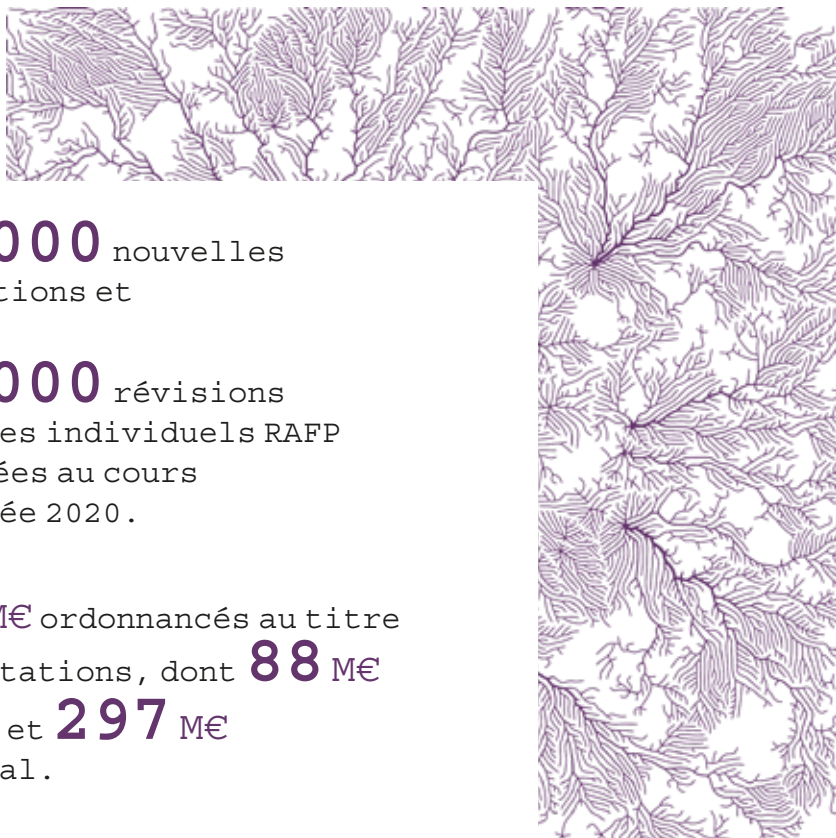 000 nouvelles
tions et
000 révisions
es individuels RAFP
ées au cours
ée 2020.
M€ ordonnancés au titre
tations, dont 88 M€
et 297 M€
al.